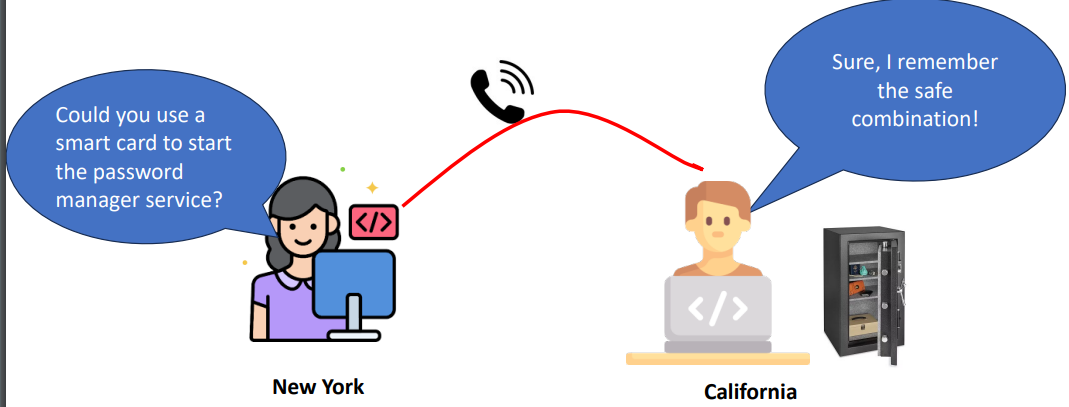 Could you use a
smart card to start
the password
manager service?
Sure, I remember
the safe
combination!
</>
</>
New York
California